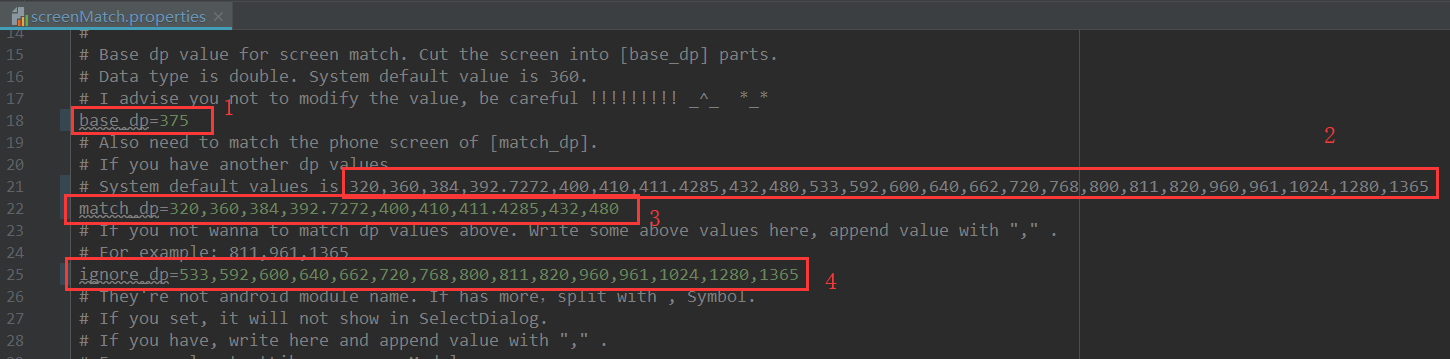 screenMatch.properties
14 #
15 # Base dp value for screen match. Cut the screen into [base_dp] parts.
16 # Data type is double. System default value is 360.
17 # I advise you not to modify the value, be careful !!!!!!!!! _^_  *_*
1
18 base_dp=375
19 # Also need to match the phone screen of [match_dp].
2
20 # If you have another dp values.
21 # System default values is 320,360,384,392.7272,400,410,411.4285,432,480,533,592,600,640,662,720,768,800,811,820,960,961,1024,1280,1365
22 match_dp=320,360,384,392.7272,400,410,411.4285,432,480
3
23 # If you not wanna to match dp values above. Write some above values here, append value with "," .
24 # For example: 811,961,1365
25 ignore_dp=533,592,600,640,662,720,768,800,811,820,960,961,1024,1280,1365
4
26 # They're not android module name. If has more，split with , Symbol.
27 # If you set, it will not show in SelectDialog.
28 # If you have, write here and append value with "," .